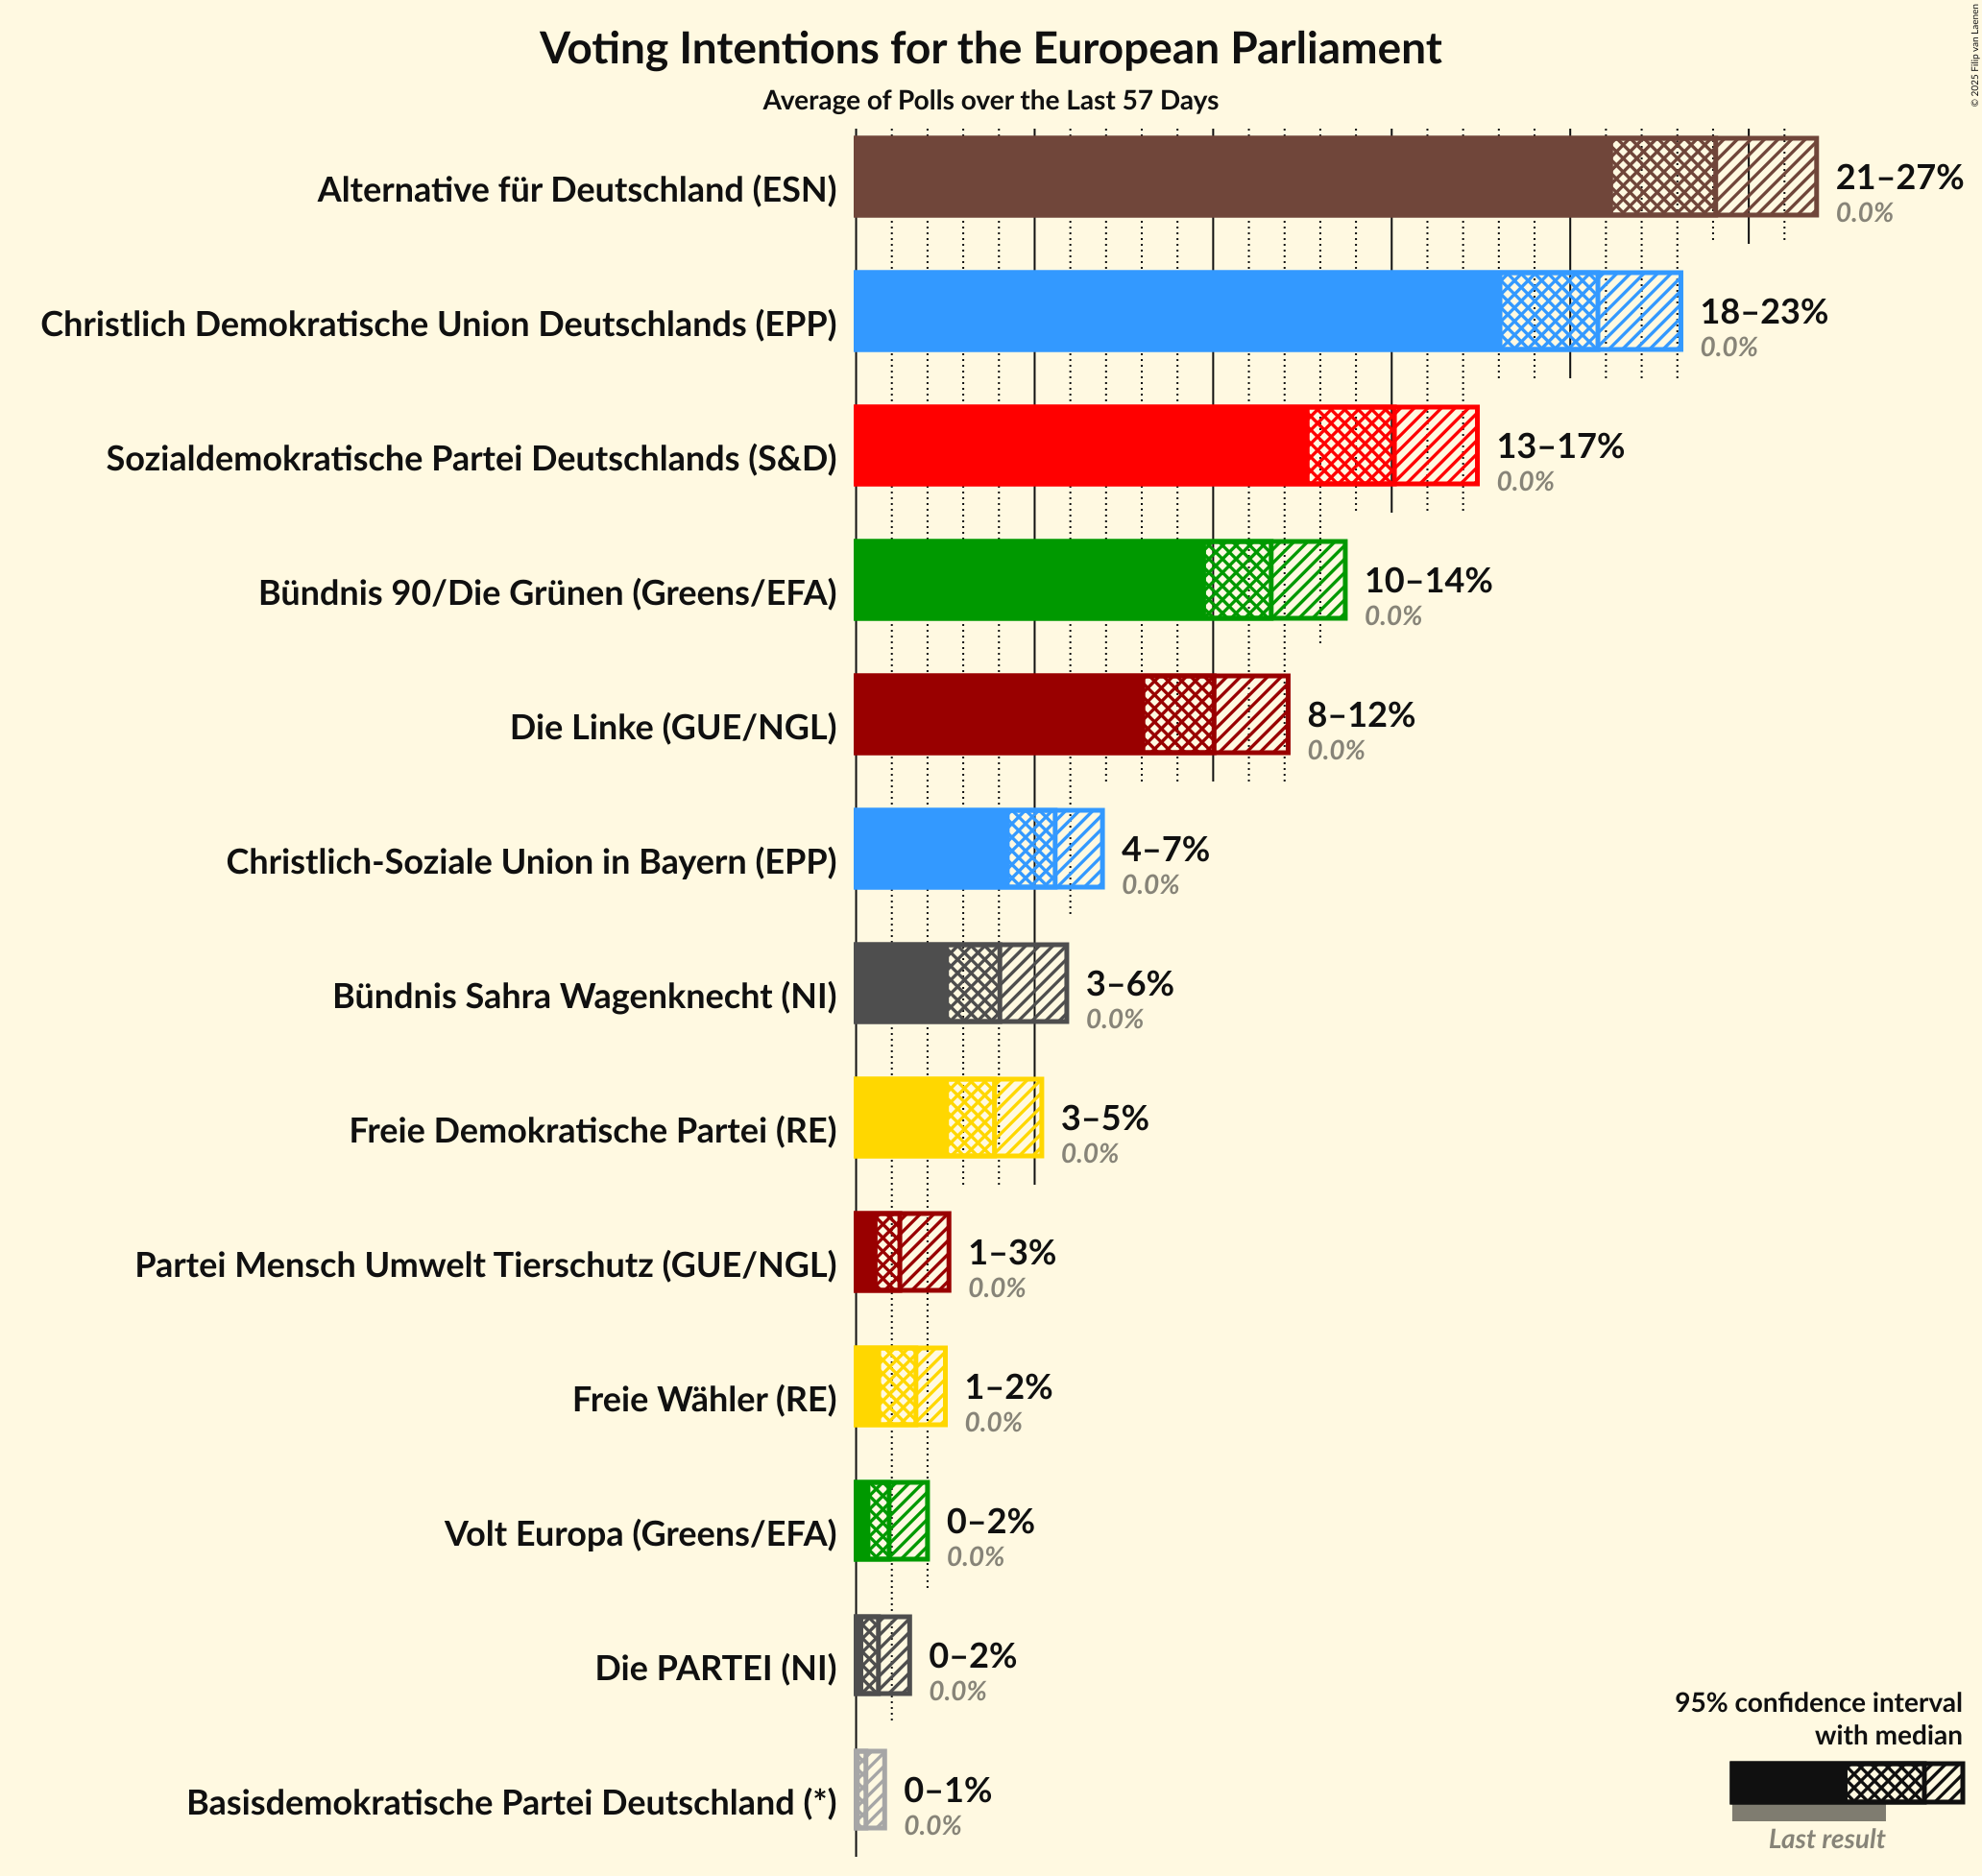 Voting Intentions for the European Parliament
Average of Polls over the Last 57 Days
© 2025 Filip van Laenen
Alternative für Deutschland (ESN)
21–27%
0.0%
Christlich Demokratische Union Deutschlands (EPP)
18–23%
0.0%
Sozialdemokratische Partei Deutschlands (S&D)
13–17%
0.0%
Bündnis 90/Die Grünen (Greens/EFA)
10–14%
0.0%
Die Linke (GUE/NGL)
8–12%
0.0%
Christlich-Soziale Union in Bayern (EPP)
4–7%
0.0%
Bündnis Sahra Wagenknecht (NI)
3–6%
0.0%
Freie Demokratische Partei (RE)
3–5%
0.0%
Partei Mensch Umwelt Tierschutz (GUE/NGL)
1–3%
0.0%
Freie Wähler (RE)
1–2%
0.0%
Volt Europa (Greens/EFA)
0–2%
0.0%
Die PARTEI (NI)
0–2%
0.0%
Basisdemokratische Partei Deutschland (*)
0–1%
0.0%
95% confidence interval
with median
Last result